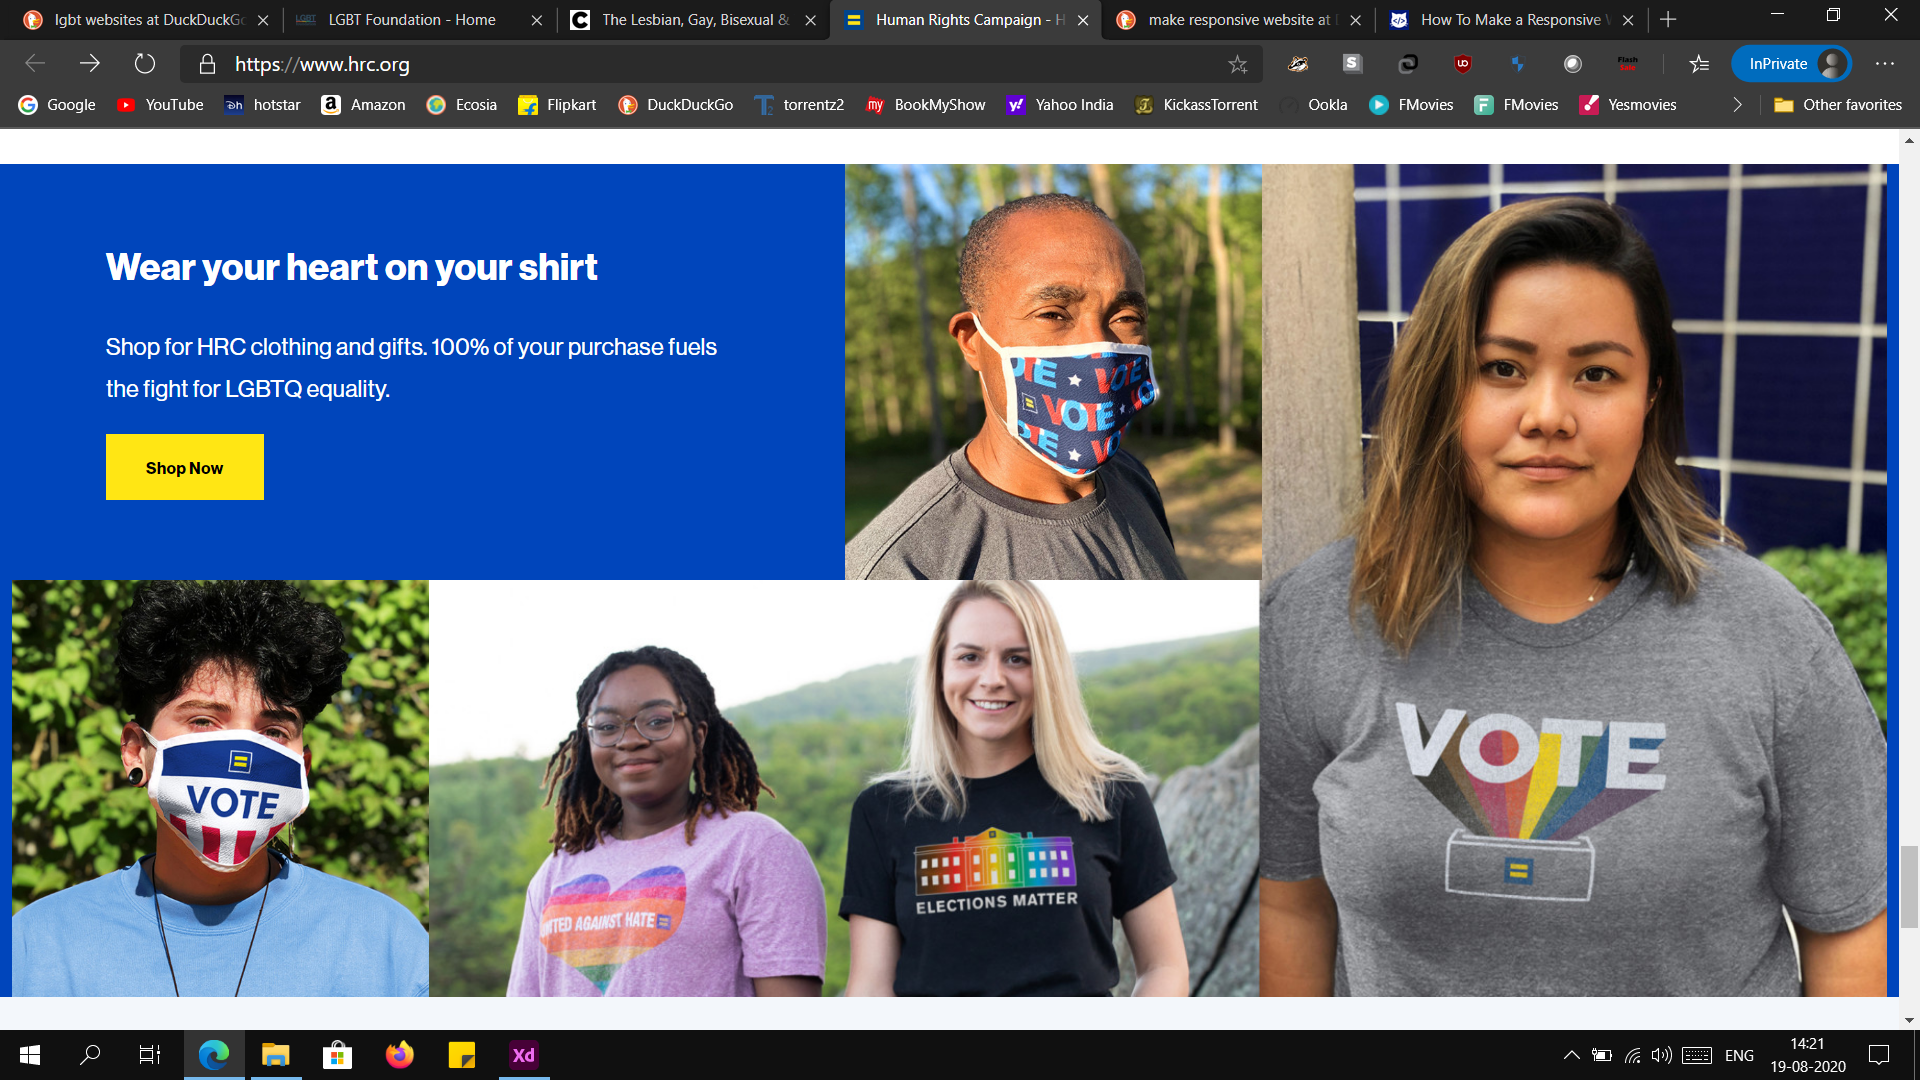 lgbt websites at DuckDuckGo
LGBT Foundation - Home
The Lesbian, Gay, Bisexual &
Human Rights Campaign - H
make responsive website at
How To Make a Responsive
https://www.hrc.org
InPrivate
Google
YouTube
hotstar
Amazon
Ecosia
Flipkart
DuckDuckGo
torrentz2
BookMyShow
Yahoo India
KickassTorrent
Ookla
FMovies
FMovies
Yesmovies
Other favorites
Wear your heart on your shirt
Shop for HRC clothing and gifts. 100% of your purchase fuels
the fight for LGBTQ equality.
Shop Now
VOTE
VOTE
VOTE
VOTE
AGAINST HATE
ELECTIONS MATTER
VOTE
Xd
ENG
14:21
19-08-2020